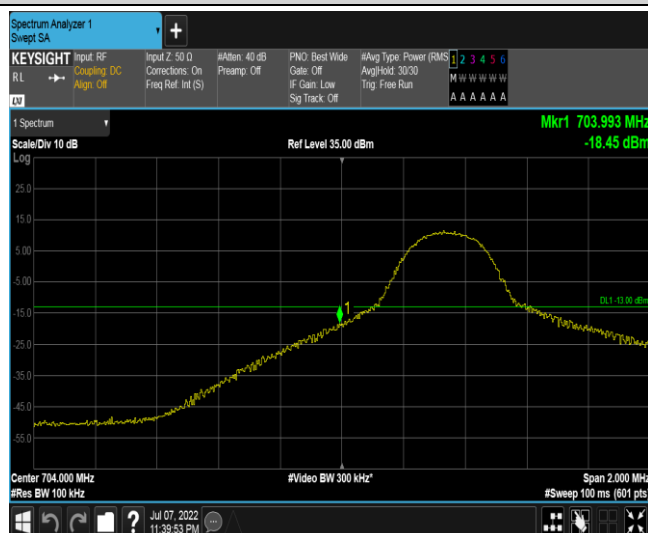 Spectrum Analyzer 1
Swept SA
KEYSIGHT
RL
LXI
Input: RF
Coupling: DC
Align: Off
Input Z: 50 Ω
Corrections: On
Freq Ref: Int (S)
#Atten: 40 dB
Preamp: Off
PNO: Best Wide
Gate: Off
IF Gain: Low
Sig Track: Off
#Avg Type: Power (RMS
Avg|Hold: 30/30
Trig: Free Run
1 2 3 4 5 6
M W W W W W
A A A A A A
1 Spectrum
Mkr1 703.993 MHz
-18.45 dBm
Scale/Div 10 dB
Ref Level 35.00 dBm
Log
25.0
15.0
5.00
-5.00
-15.0
-25.0
-35.0
-45.0
-55.0
1
DL1 -13.00 dBm
Center 704.000 MHz
#Video BW 300 kHz*
Span 2.000 MHz
#Res BW 100 kHz
#Sweep 100 ms (601 pts)
?
Jul 07, 2022
11:39:53 PM